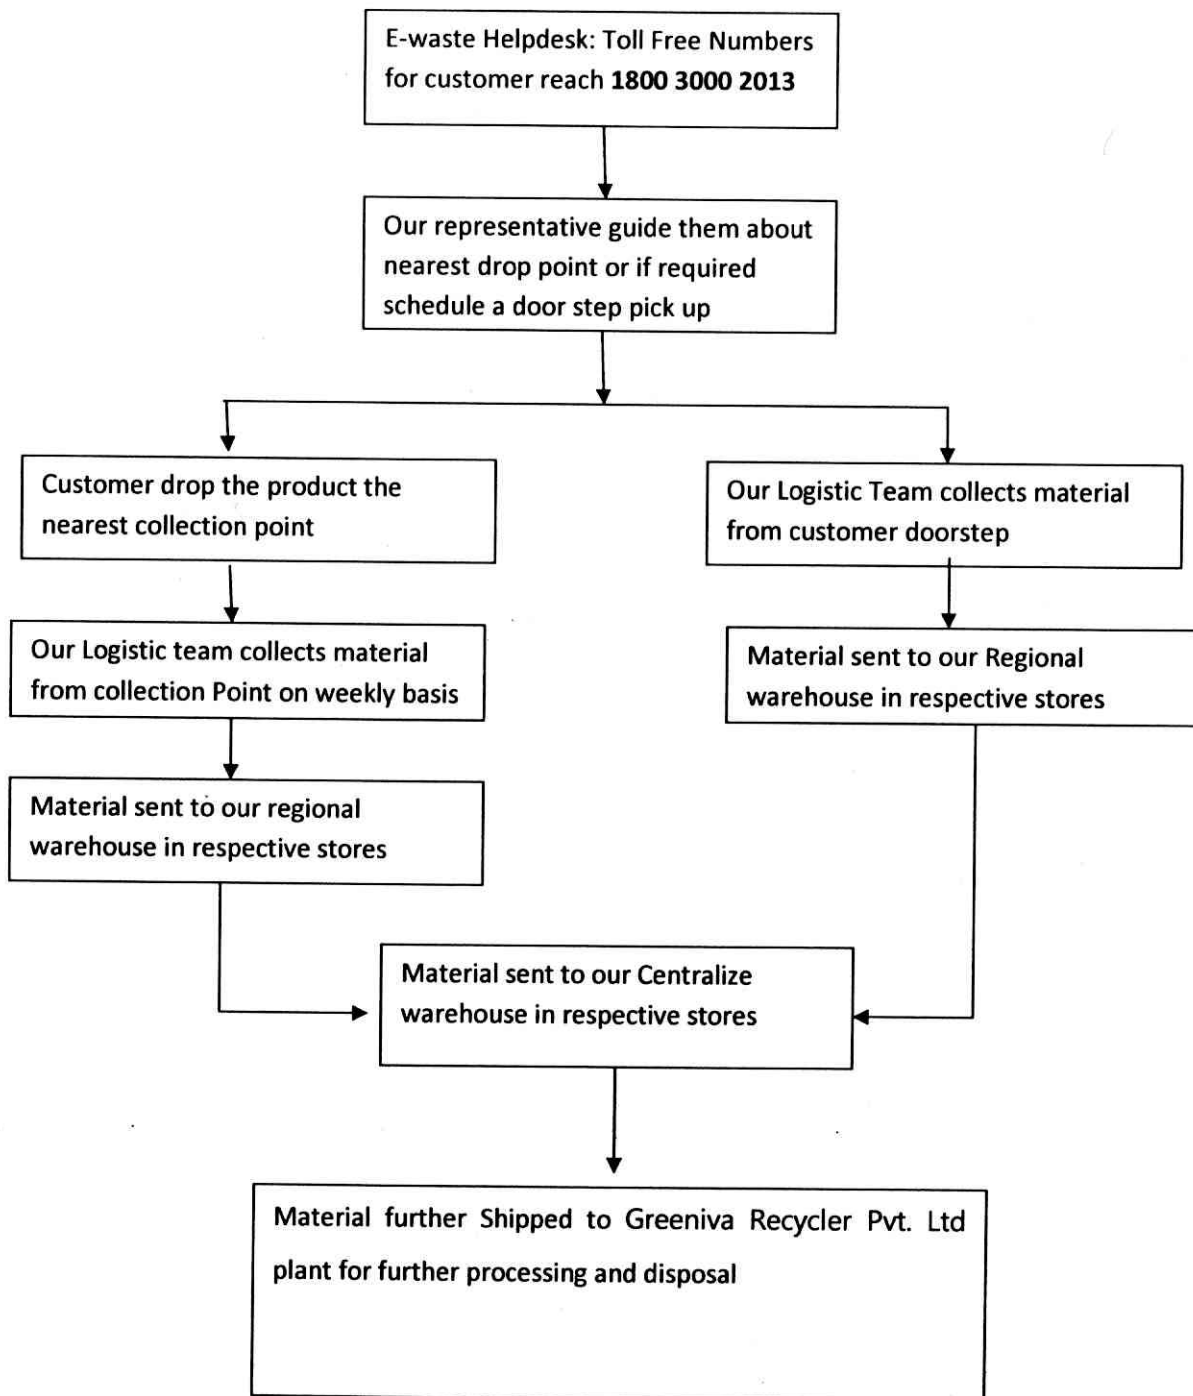 E-waste Helpdesk: Toll Free Numbers
for customer reach 1800 3000 2013
Our representative guide them about
nearest drop point or if required
schedule a door step pick up
Customer drop the product the
nearest collection point
Our Logistic Team collects material
from customer doorstep
Our Logistic team collects material
from collection Point on weekly basis
Material sent to our Regional
warehouse in respective stores
Material sent to our regional
warehouse in respective stores
Material sent to our Centralize
warehouse in respective stores
Material further Shipped to Greeniva Recycler Pvt. Ltd
plant for further processing and disposal